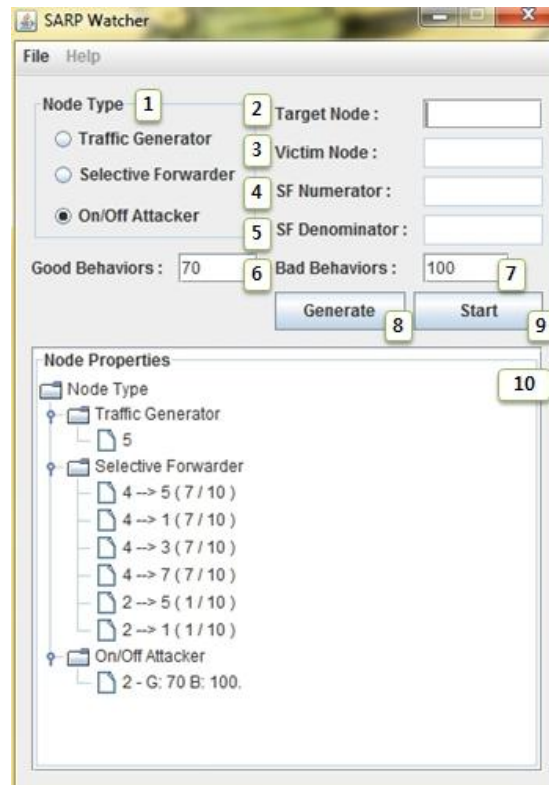 SARP Watcher
File Help
Node Type 1
Traffic Generator
Selective Forwarder
On/Off Attacker
2 Target Node :
3 Victim Node :
4 SF Numerator :
5 SF Denominator :
Good Behaviors : 70 6
Bad Behaviors : 100 7
Generate 8
Start 9
Node Properties 10
Node Type
Traffic Generator
5
Selective Forwarder
4 --> 5 ( 7 / 10 )
4 --> 1 ( 7 / 10 )
4 --> 3 ( 7 / 10 )
4 --> 7 ( 7 / 10 )
2 --> 5 ( 1 / 10 )
2 --> 1 ( 1 / 10 )
On/Off Attacker
2 - G: 70 B: 100.